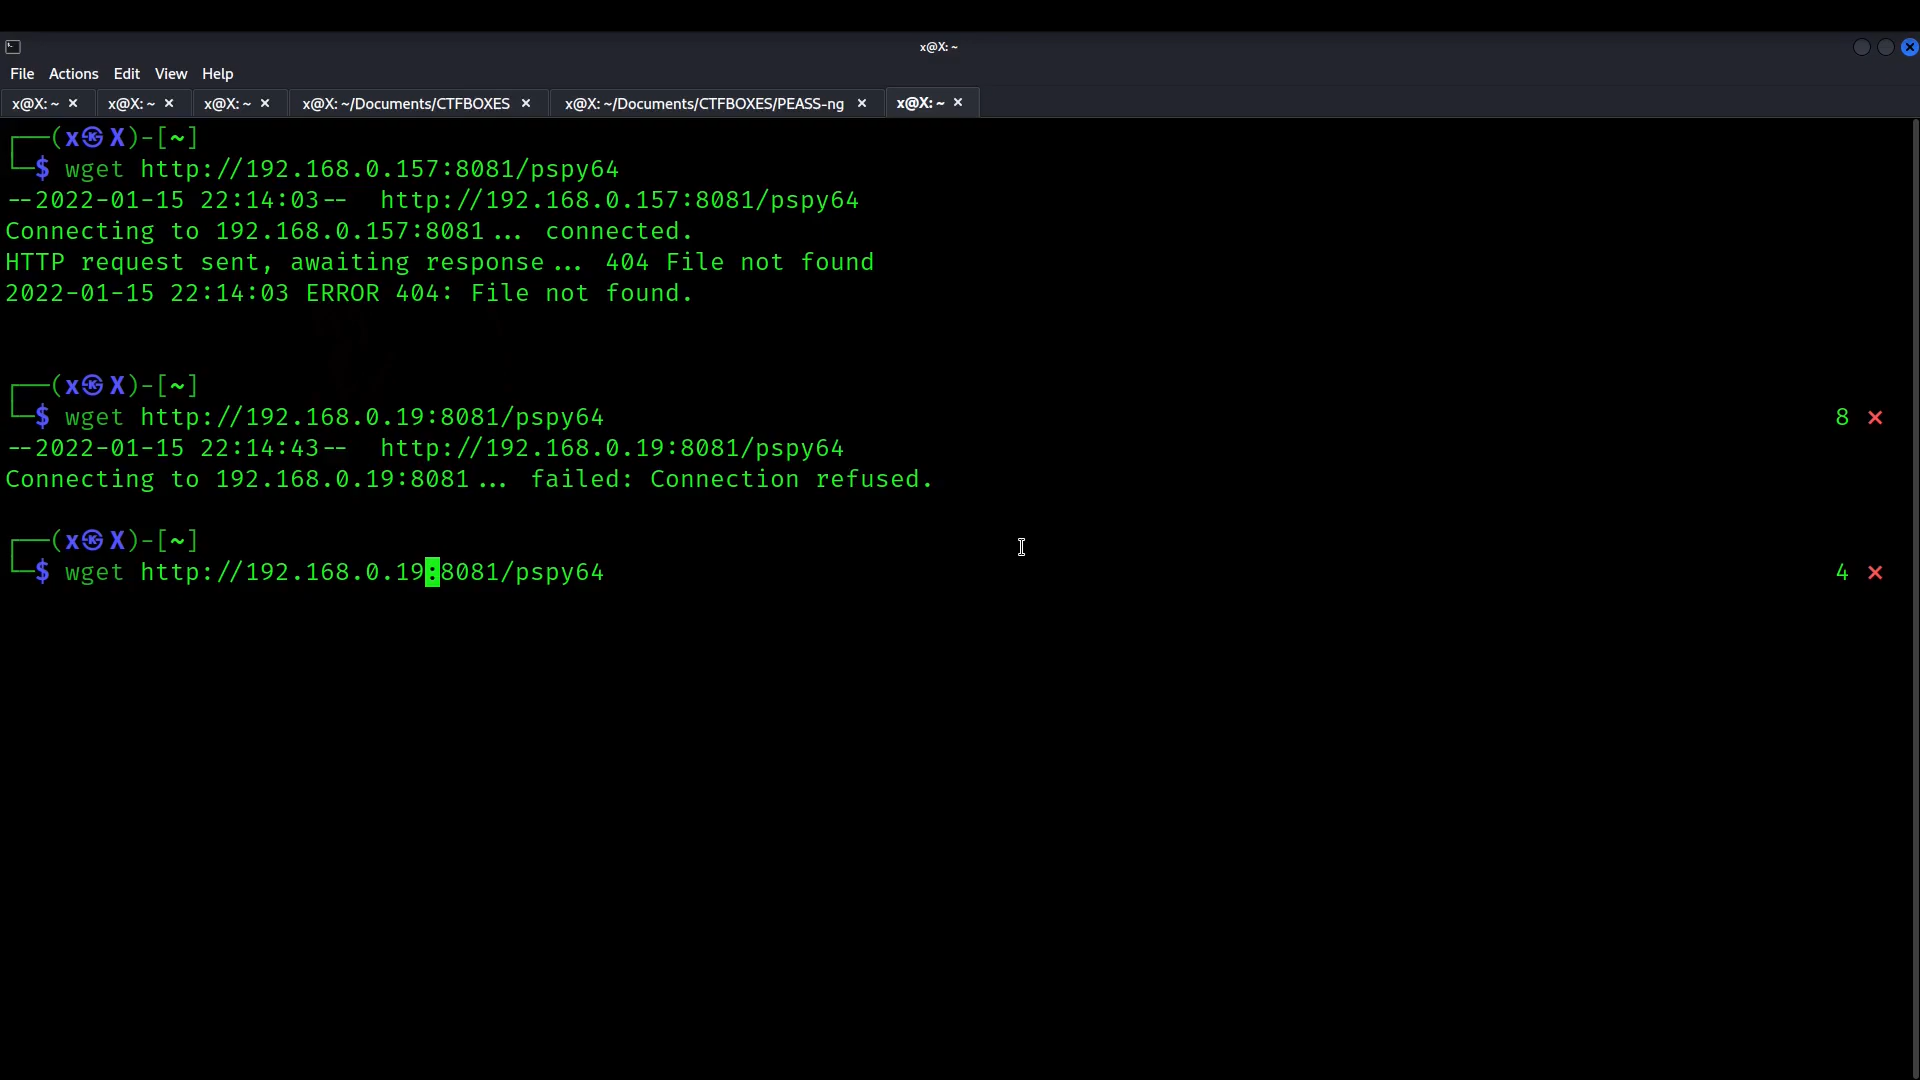 x@X: ~
File Actions Edit View Help
x@X: ~ × x@X: ~ × x@X: ~ × x@X: ~/Documents/CTFBOXES × x@X: ~/Documents/CTFBOXES/PEASS-ng × x@X: ~ ×
┌──(x㉿X)-[~]
└─$ wget http://192.168.0.157:8081/pspy64
--2022-01-15 22:14:03--  http://192.168.0.157:8081/pspy64
Connecting to 192.168.0.157:8081... connected.
HTTP request sent, awaiting response... 404 File not found
2022-01-15 22:14:03 ERROR 404: File not found.
┌──(x㉿X)-[~]
└─$ wget http://192.168.0.19:8081/pspy64 8 ×
--2022-01-15 22:14:43--  http://192.168.0.19:8081/pspy64
Connecting to 192.168.0.19:8081... failed: Connection refused.
┌──(x㉿X)-[~]
└─$ wget http://192.168.0.19:8081/pspy64 4 ×